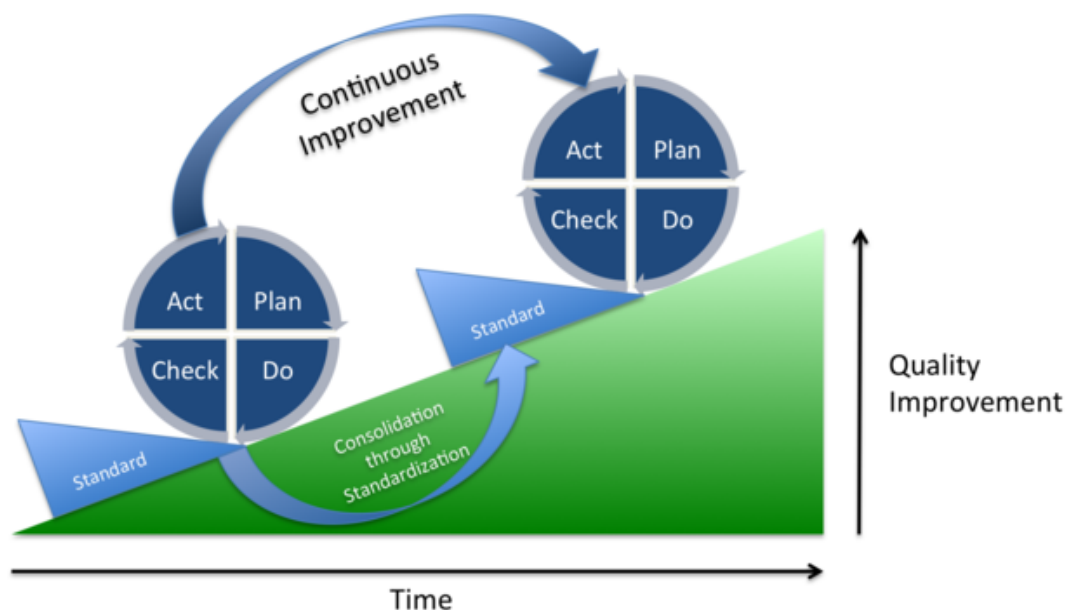 Continuous
Improvement
Act
Plan
Check
Do
Act
Plan
Check
Do
Standard
Standard
Consolidation
through
Standardization
Quality
Improvement
Time